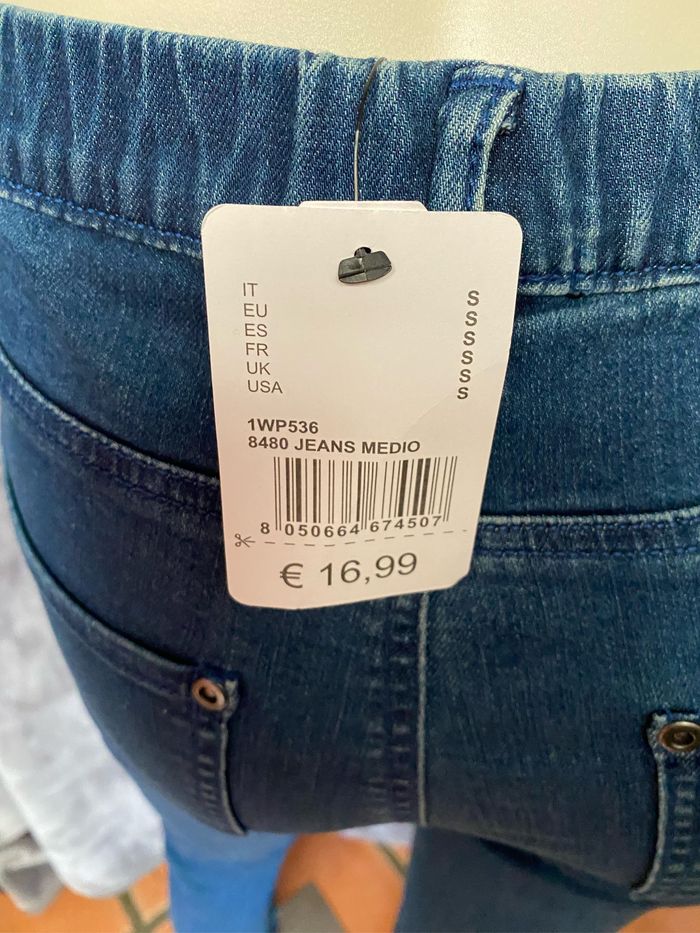 IT S
EU S
ES S
FR S
UK S
USA S
1WP536
8480 JEANS MEDIO
8 050664 674507
€ 16,99